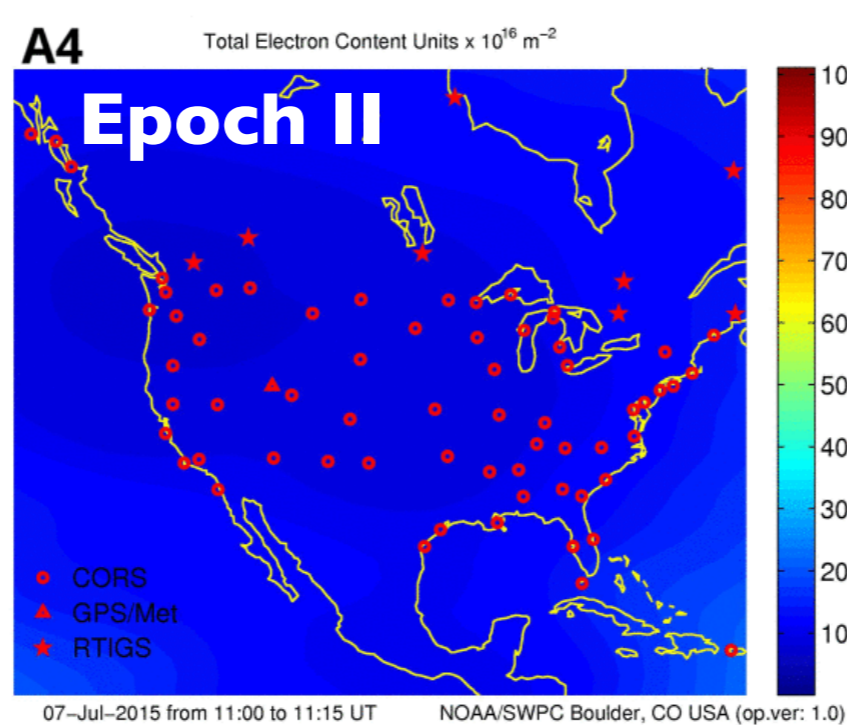 A4
Total Electron Content Units x 10¹⁶ m⁻²
Epoch II
10
90
80
70
60
50
40
30
20
10
CORS
GPS/Met
RTIGS
07-Jul-2015 from 11:00 to 11:15 UT
NOAA/SWPC Boulder, CO USA (op.ver: 1.0)